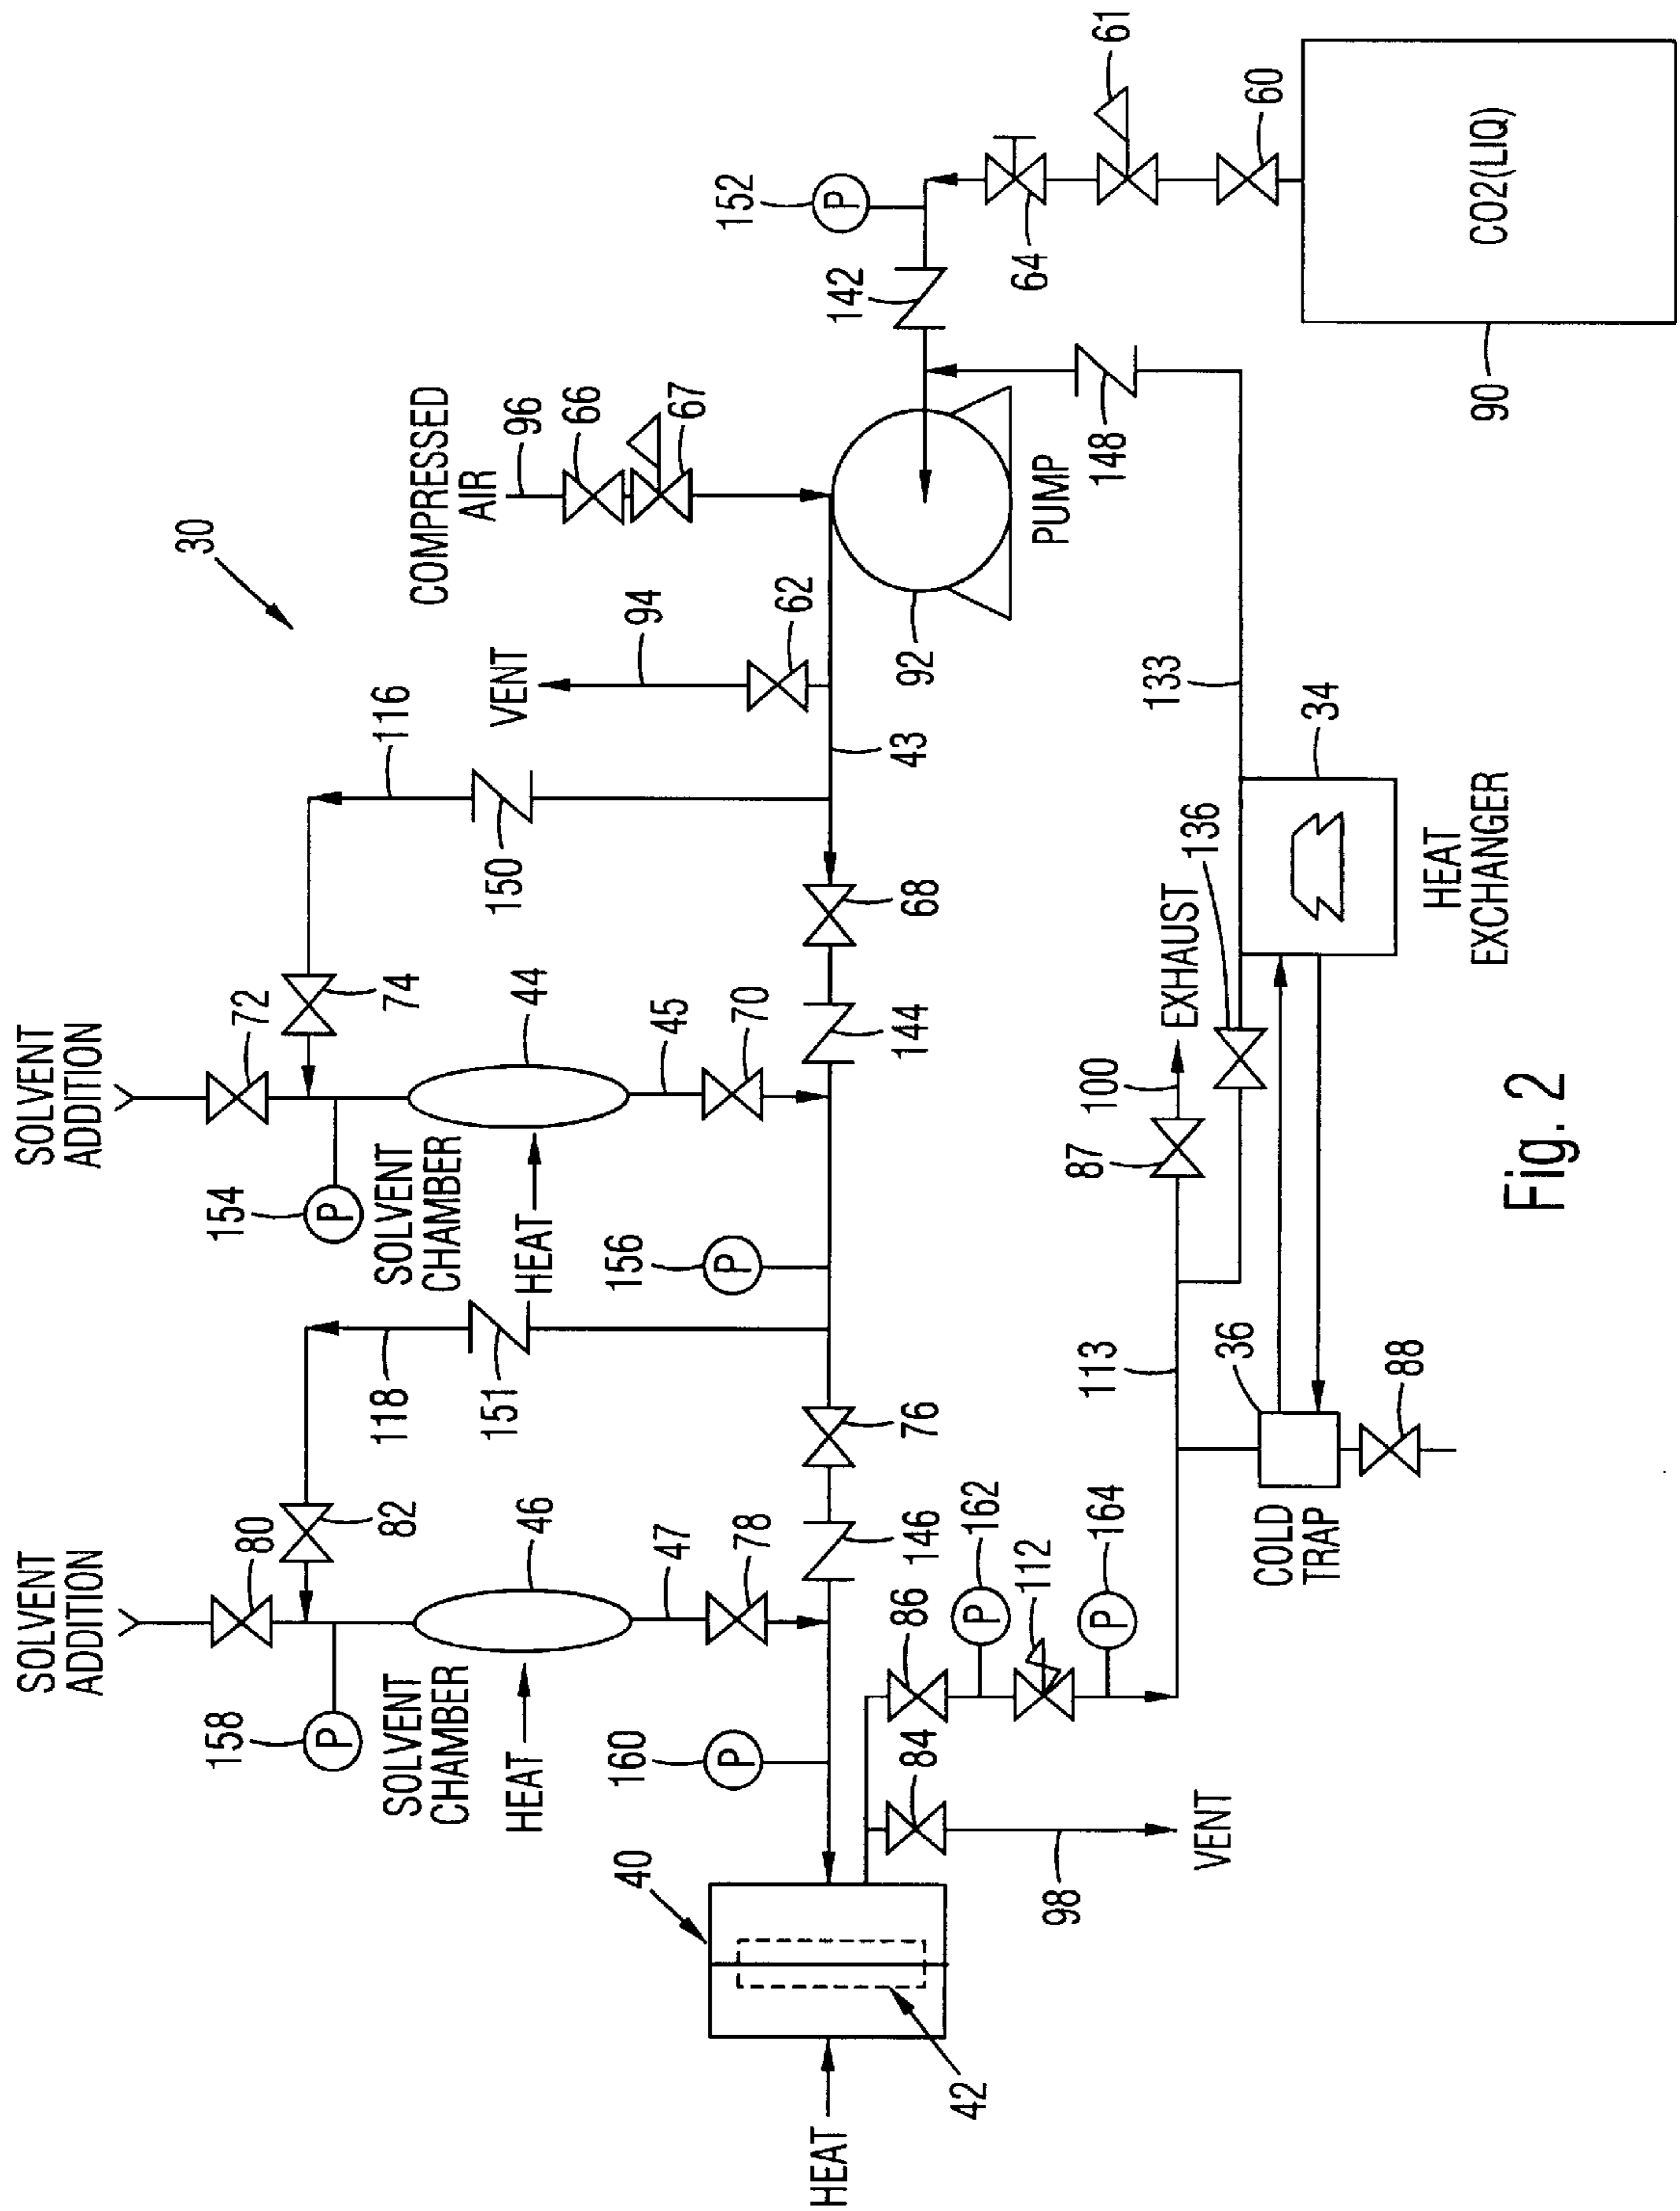 30
SOLVENT
ADDITION
80
158
P
82
118
SOLVENT
CHAMBER
46
HEAT
47
78
151
SOLVENT
ADDITION
72
154
P
74
116
SOLVENT
CHAMBER
44
HEAT
45
70
150
VENT
94
62
COMPRESSED
AIR
96
66
67
HEAT
40
42
160
P
146
76
156
P
144
68
43
92
PUMP
142
152
P
64
61
60
CO2(LIQ)
90
148
98
VENT
84
86
162
P
112
164
P
113
87
100
EXHAUST
136
133
COLD
TRAP
36
88
34
HEAT
EXCHANGER
Fig. 2